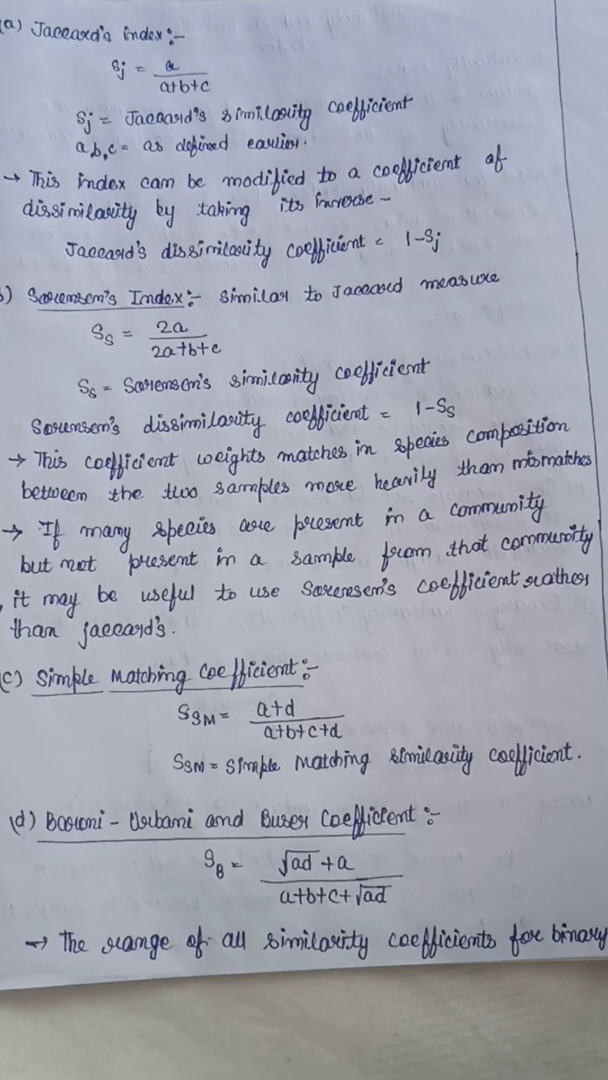 (a) Jaccard's index:-
Sj = a / a+b+c
Sj = Jaccard's similarity coefficient
a,b,c = as defined earlier.
→ This index can be modified to a coefficient of
dissimilarity by taking its inverse -
Jaccard's dissimilarity coefficient = 1-Sj
b) Sorensen's Index:- similar to Jaccard measure
Ss = 2a / 2a+b+c
Ss = Sorenson's similarity coefficient
Sorensen's dissimilarity coefficient = 1-Ss
→ This coefficient weights matches in species composition
between the two samples more heavily than mismatches
→ If many species are present in a community
but not present in a sample from that community
, it may be useful to use Sorensen's coefficient rather
than jaccard's.
(c) Simple Matching Coefficient:-
SSM = a+d / a+b+c+d
SSM = Simple Matching similarity coefficient.
(d) Baroni - Urbani and Buser Coefficient:-
SB = √ad + a / a+b+c+√ad
→ The range of all similarity coefficients for binary